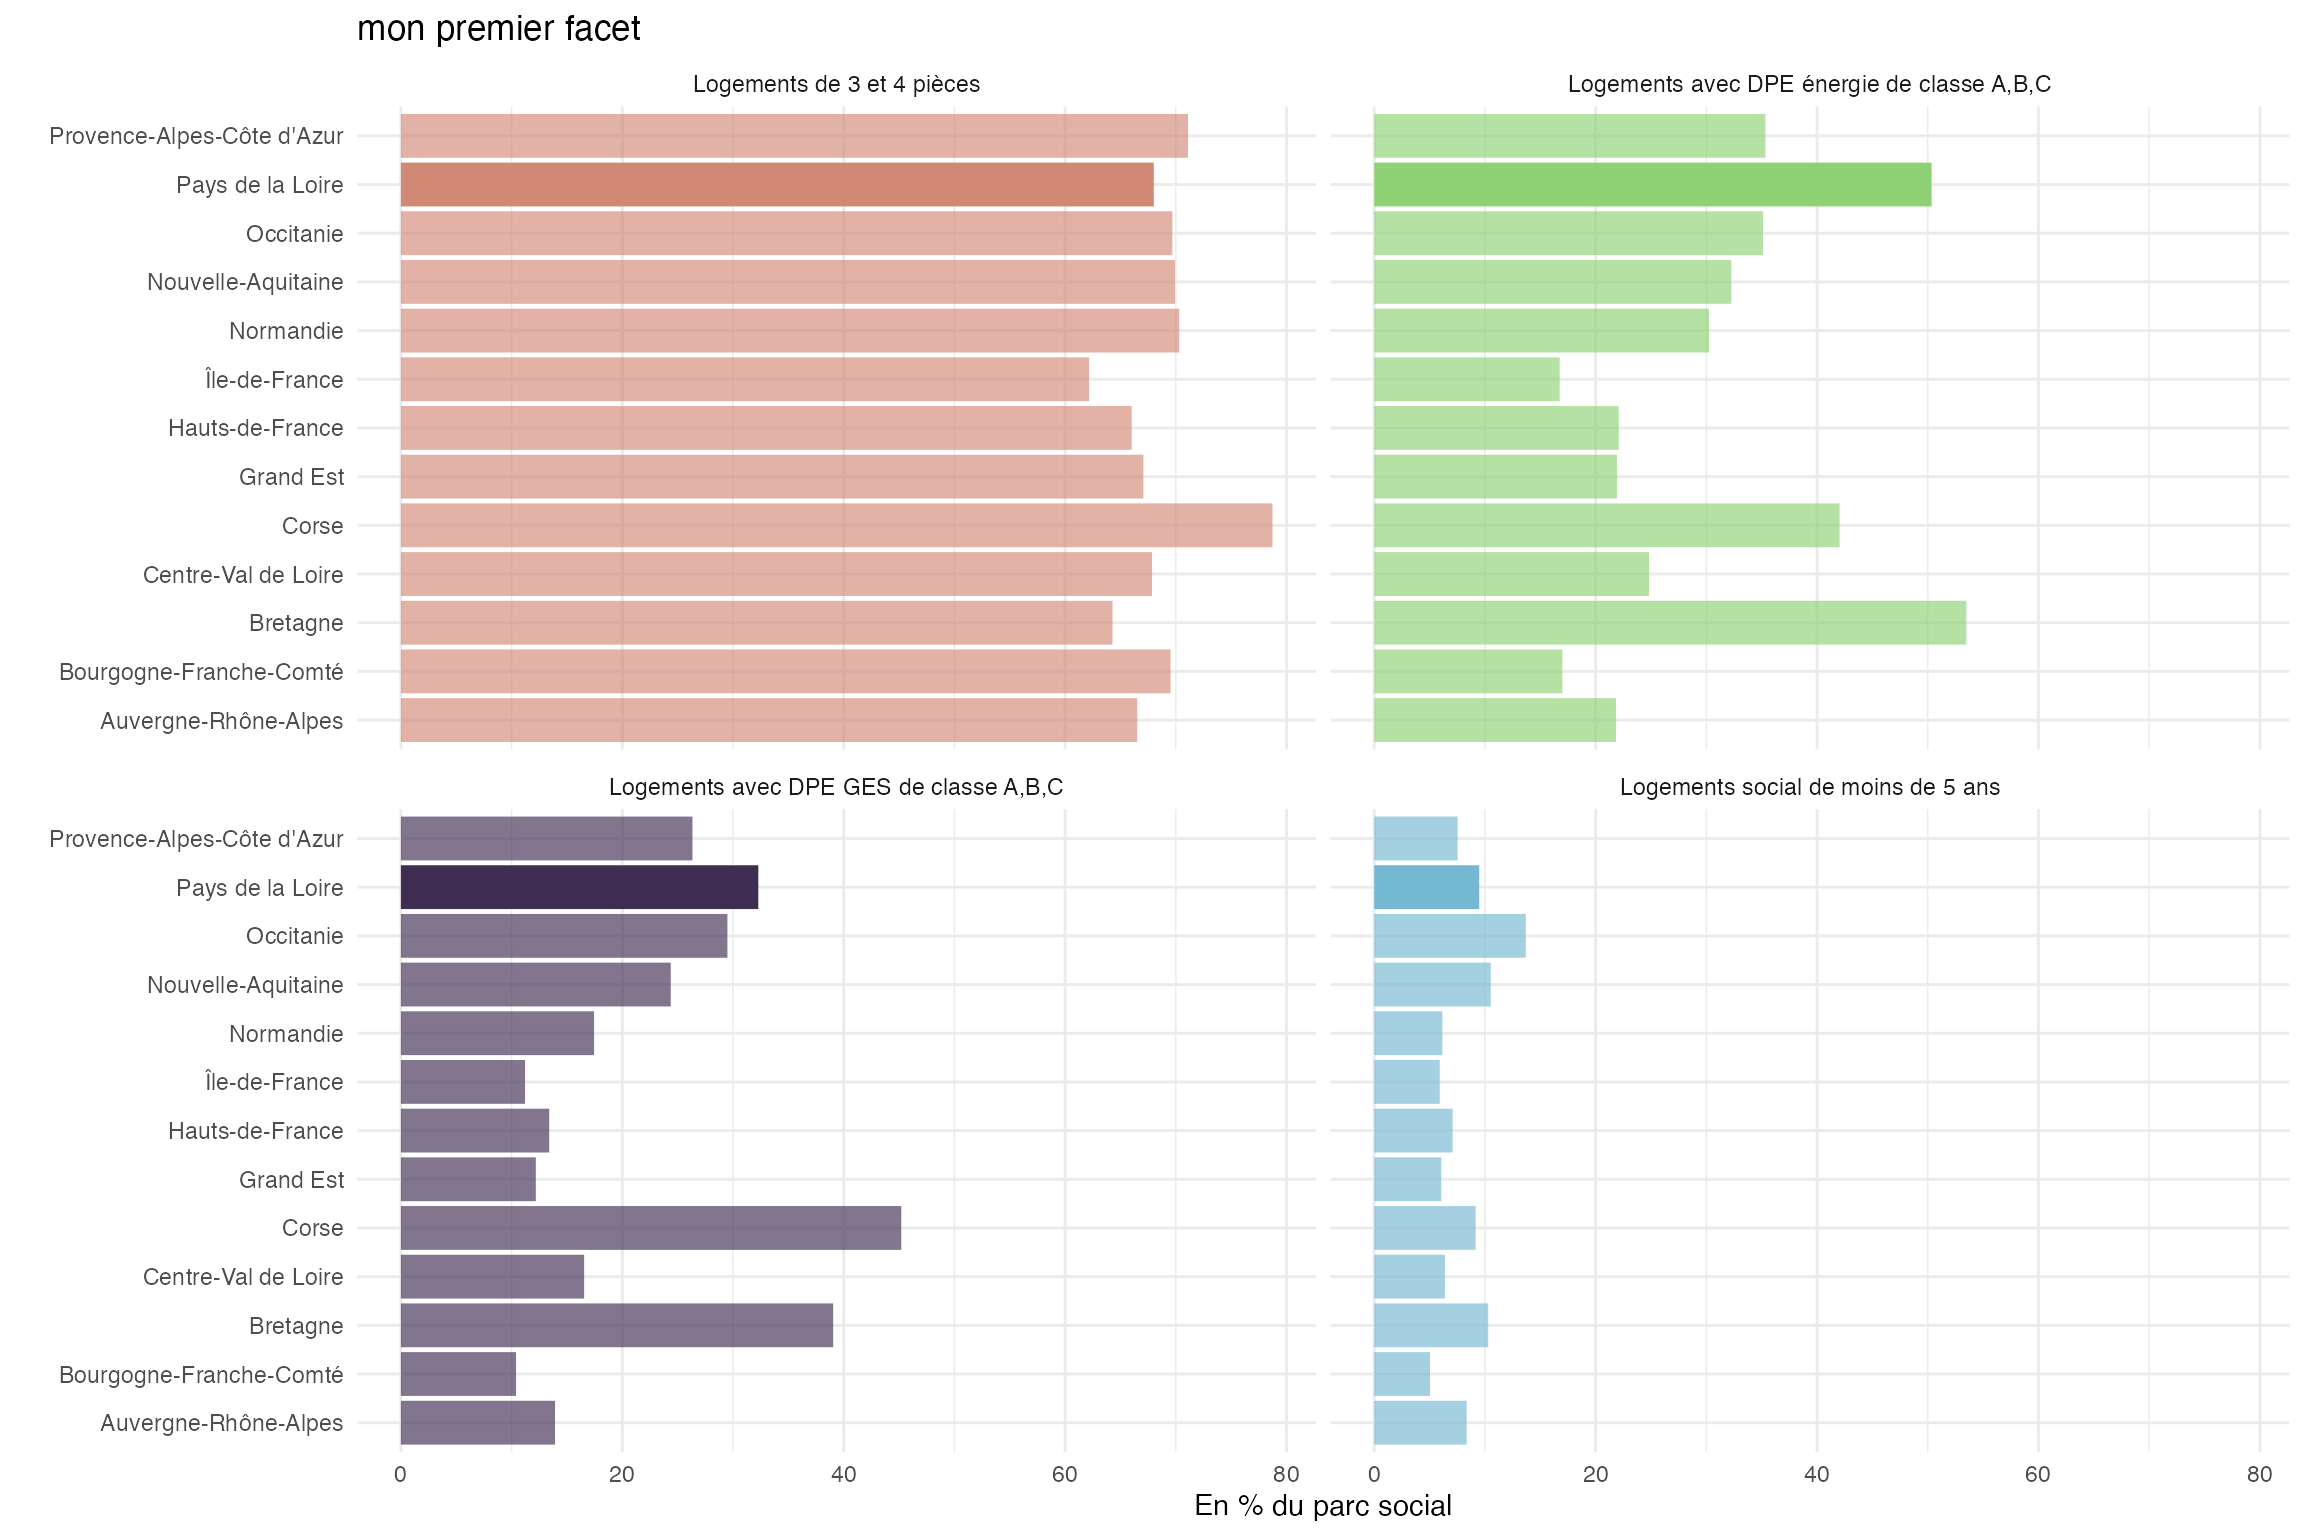 mon premier facet
Logements de 3 et 4 pièces
Logements avec DPE énergie de classe A,B,C
Provence-Alpes-Côte d'Azur
Pays de la Loire
Occitanie
Nouvelle-Aquitaine
Normandie
Île-de-France
Hauts-de-France
Grand Est
Corse
Centre-Val de Loire
Bretagne
Bourgogne-Franche-Comté
Auvergne-Rhône-Alpes
Logements avec DPE GES de classe A,B,C
Logements social de moins de 5 ans
Provence-Alpes-Côte d'Azur
Pays de la Loire
Occitanie
Nouvelle-Aquitaine
Normandie
Île-de-France
Hauts-de-France
Grand Est
Corse
Centre-Val de Loire
Bretagne
Bourgogne-Franche-Comté
Auvergne-Rhône-Alpes
0 20 40 60 80 0 20 40 60 80
En % du parc social